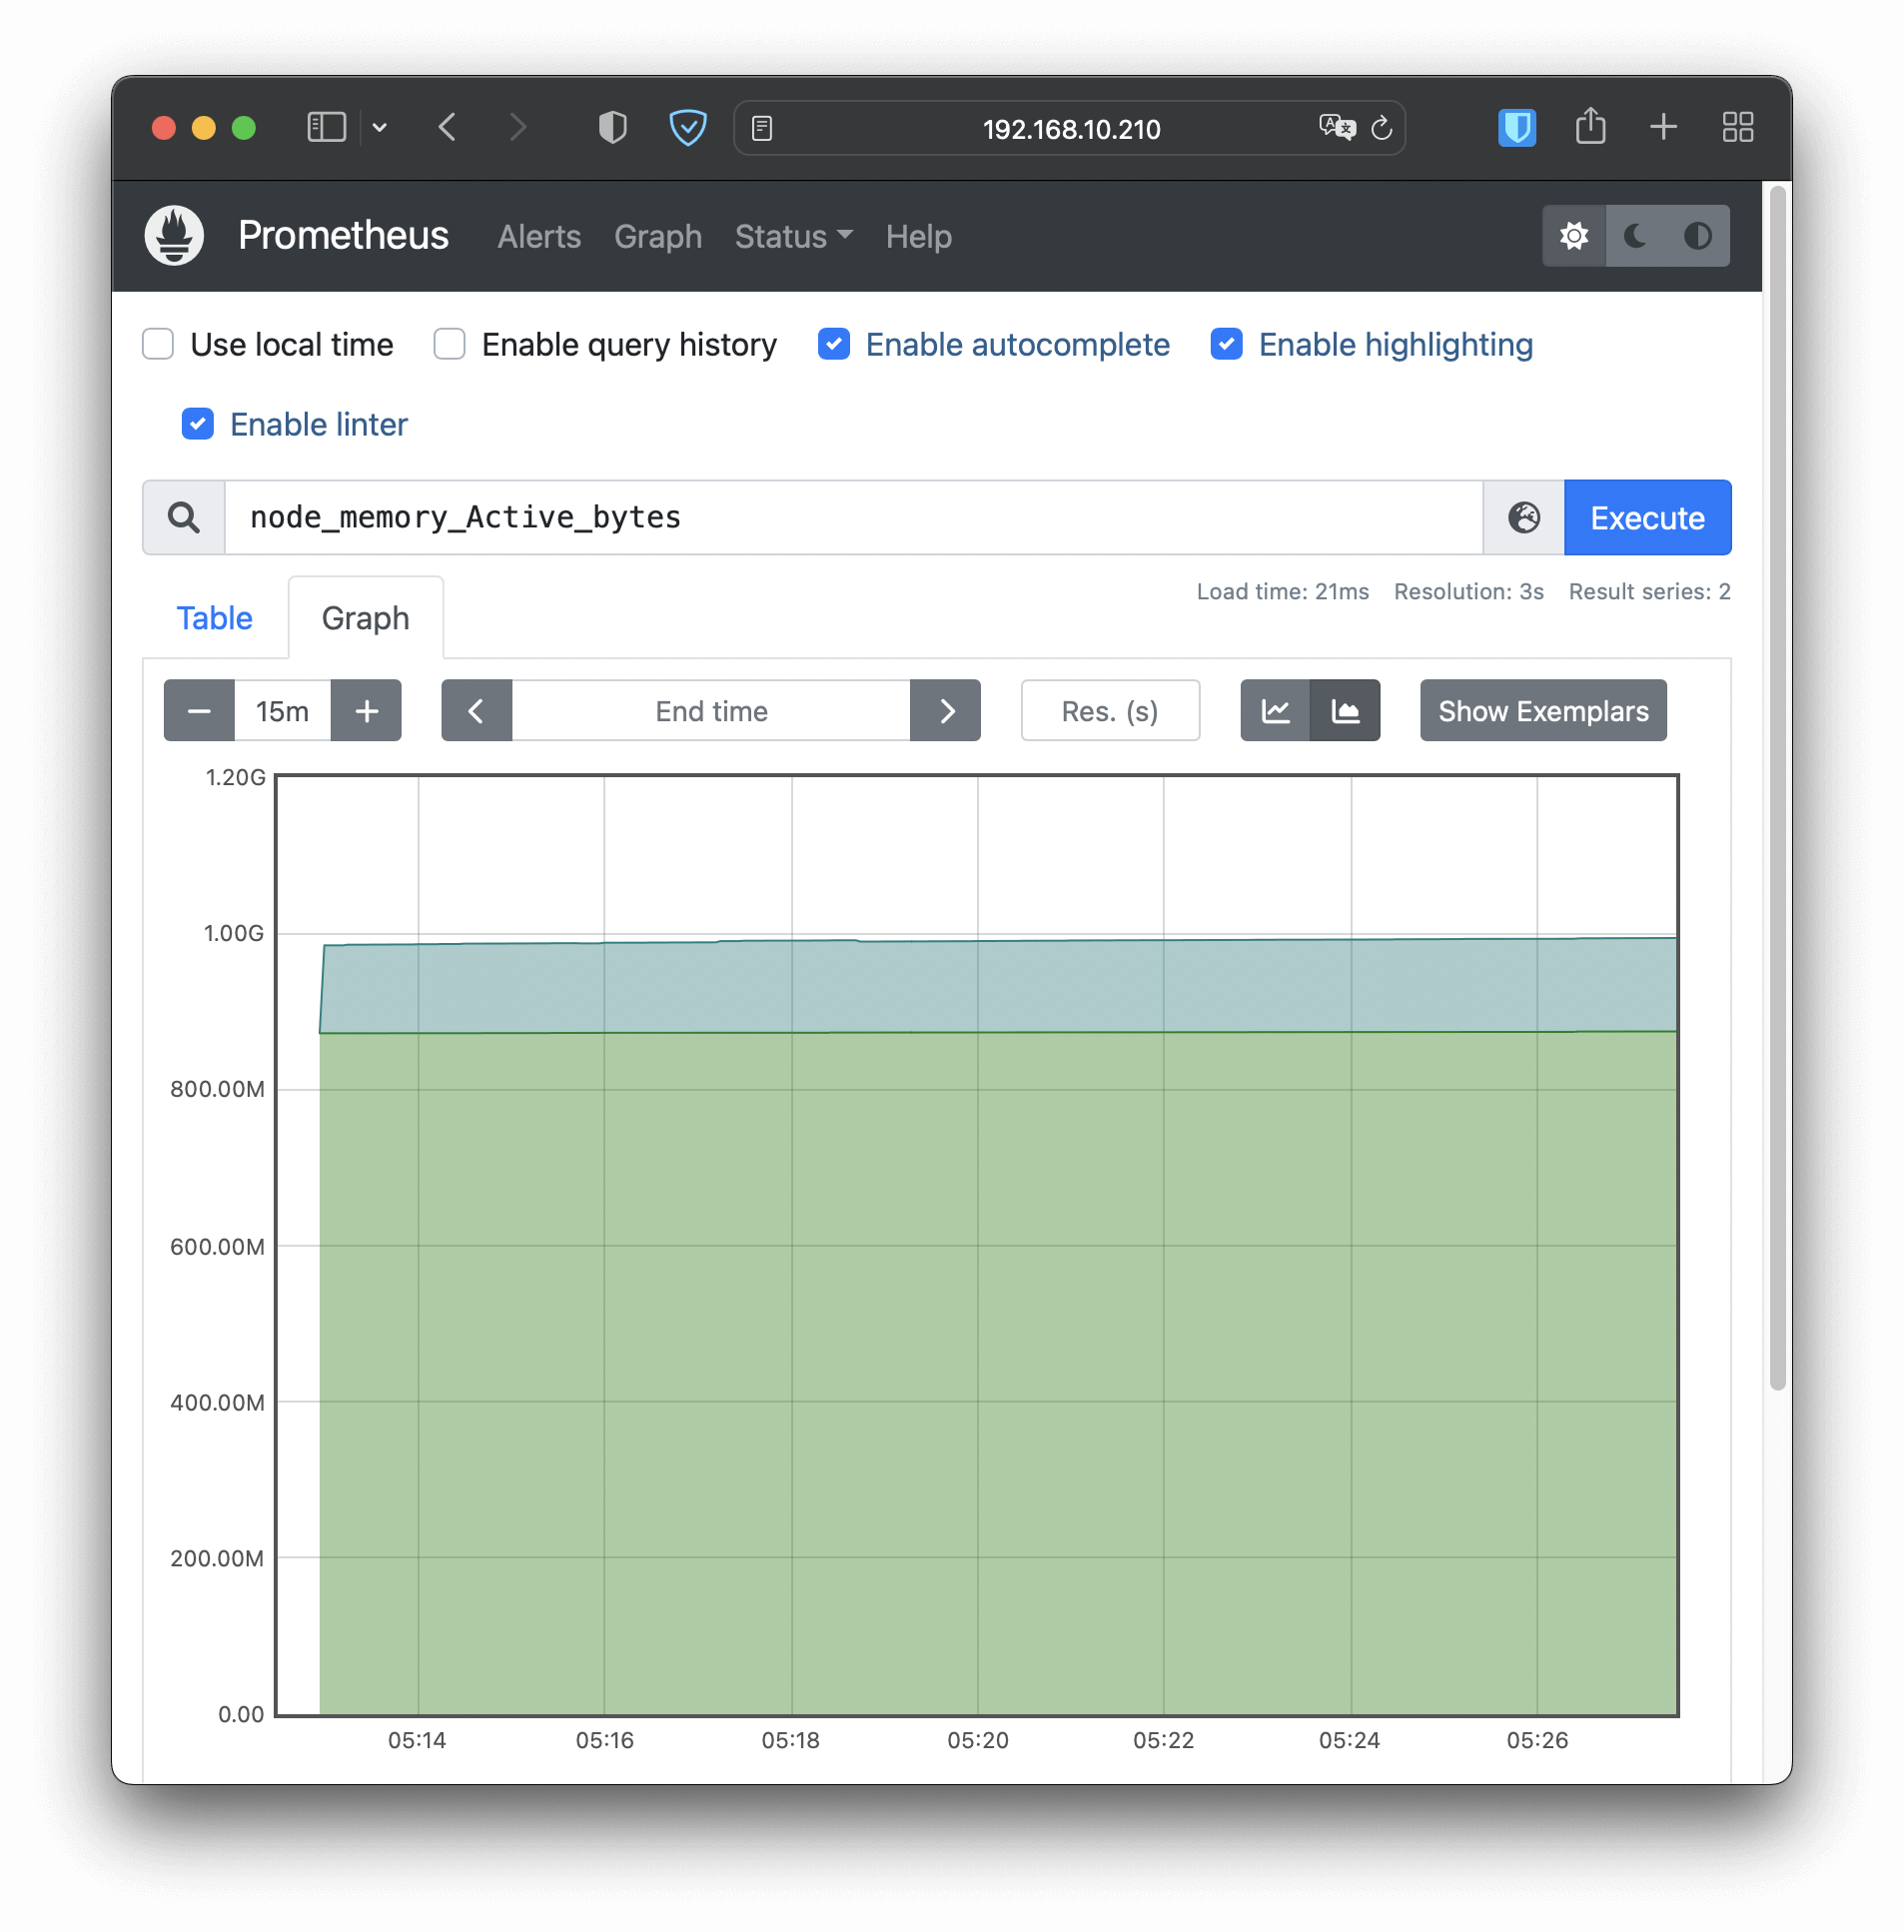 192.168.10.210
Prometheus Alerts Graph Status Help
Use local time Enable query history Enable autocomplete Enable highlighting
Enable linter
node_memory_Active_bytes Execute
Load time: 21ms Resolution: 3s Result series: 2
Table Graph
15m End time Res. (s) Show Exemplars
1.20G
1.00G
800.00M
600.00M
400.00M
200.00M
0.00
05:14 05:16 05:18 05:20 05:22 05:24 05:26